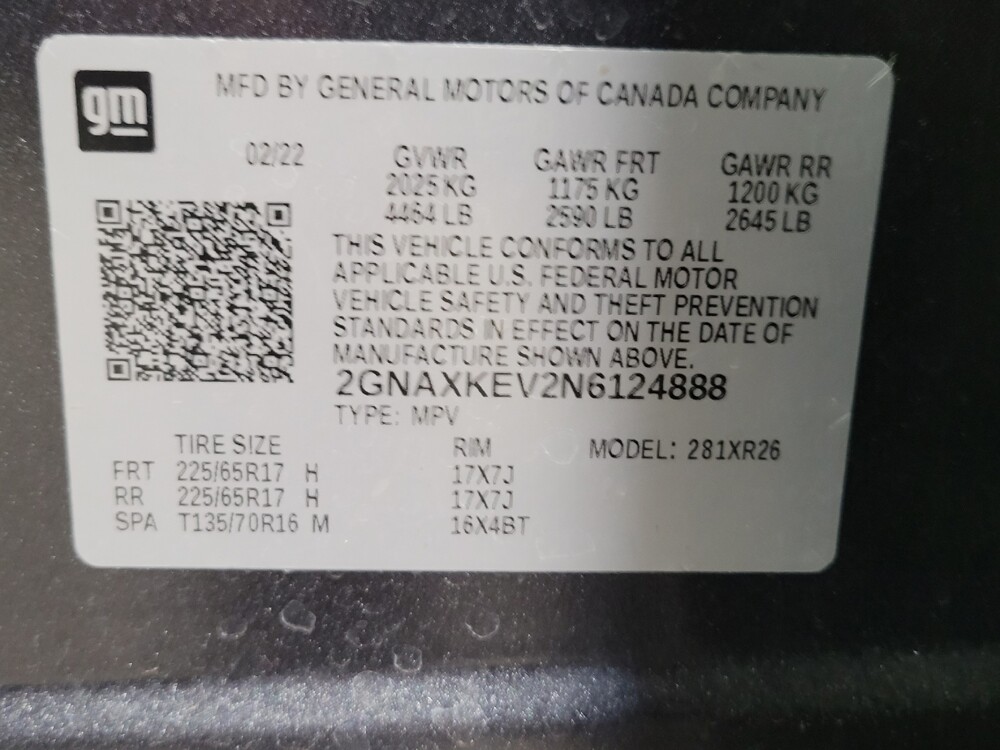 gm
MFD BY GENERAL MOTORS OF CANADA COMPANY
02/22 GVWR GAWR FRT GAWR RR
2025 KG 1175 KG 1200 KG
4464 LB 2590 LB 2645 LB
THIS VEHICLE CONFORMS TO ALL
APPLICABLE U.S. FEDERAL MOTOR
VEHICLE SAFETY AND THEFT PREVENTION
STANDARDS IN EFFECT ON THE DATE OF
MANUFACTURE SHOWN ABOVE.
2GNAXKEV2N6124888
TYPE: MPV
TIRE SIZE RIM MODEL: 281XR26
FRT 225/65R17 H 17X7J
RR 225/65R17 H 17X7J
SPA T135/70R16 M 16X4BT